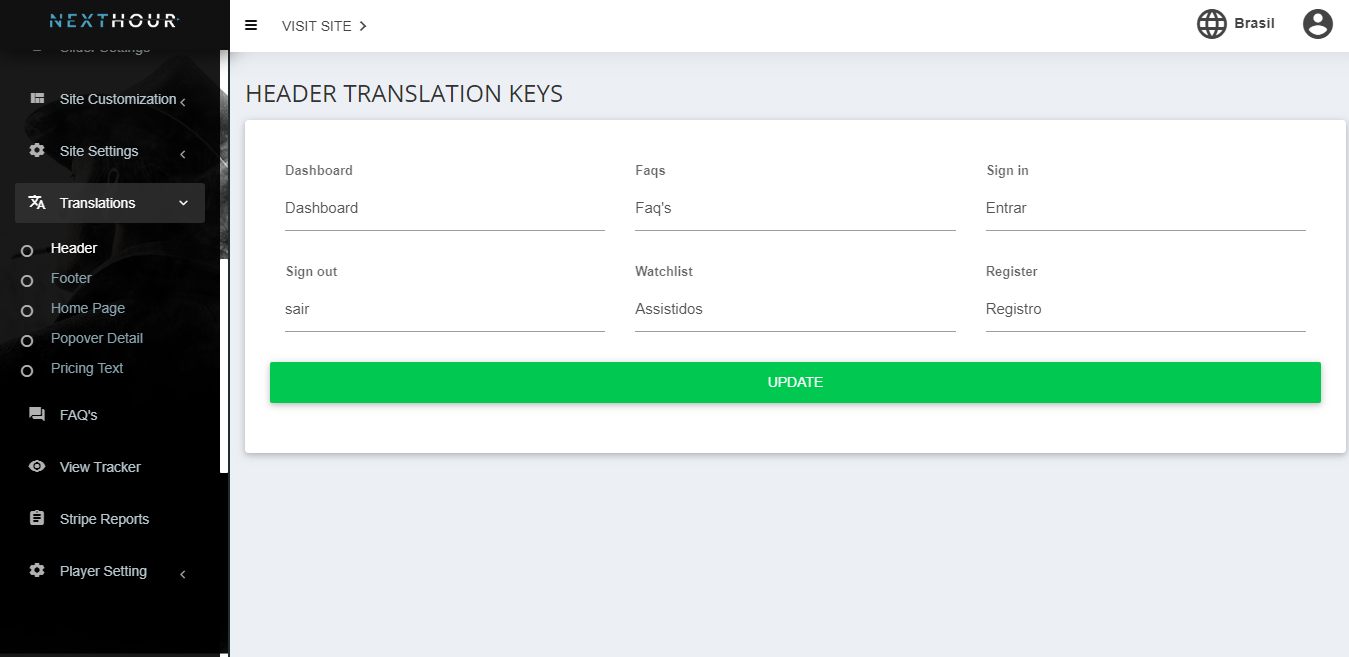 NEXTHOUR
VISIT SITE
Brasil
Slider Settings
Site Customization
Site Settings
Translations
Header
Footer
Home Page
Popover Detail
Pricing Text
FAQ's
View Tracker
Stripe Reports
Player Setting
HEADER TRANSLATION KEYS
Dashboard Faqs Sign in
Dashboard Faq's Entrar
Sign out Watchlist Register
sair Assistidos Registro
UPDATE